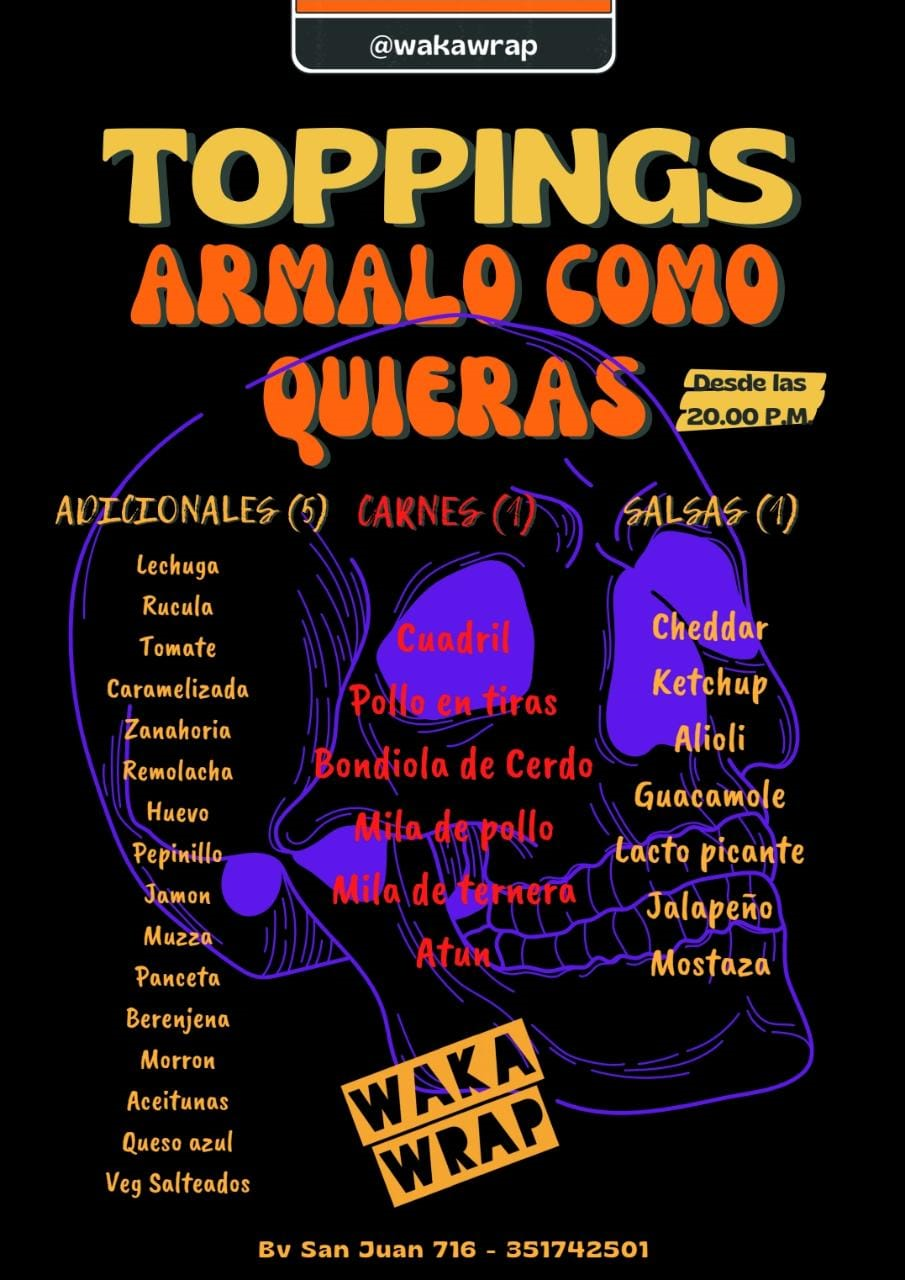 @wakawrap
TOPPINGS
ARMALO COMO
QUIERAS
Desde las
20.00 P.M.
ADICIONALES (5)
Lechuga
Rucula
Tomate
Caramelizada
Zanahoria
Remolacha
Huevo
Pepinillo
Jamon
Muzza
Panceta
Berenjena
Morron
Aceitunas
Queso azul
Veg Salteados
CARNES (1)
Cuadril
Pollo en tiras
Bondiola de Cerdo
Mila de pollo
Mila de ternera
Atun
SALSAS (1)
Cheddar
Ketchup
Alioli
Guacamole
Lacto picante
Jalapeño
Mostaza
WAKA
WRAP
Bv San Juan 716 - 351742501